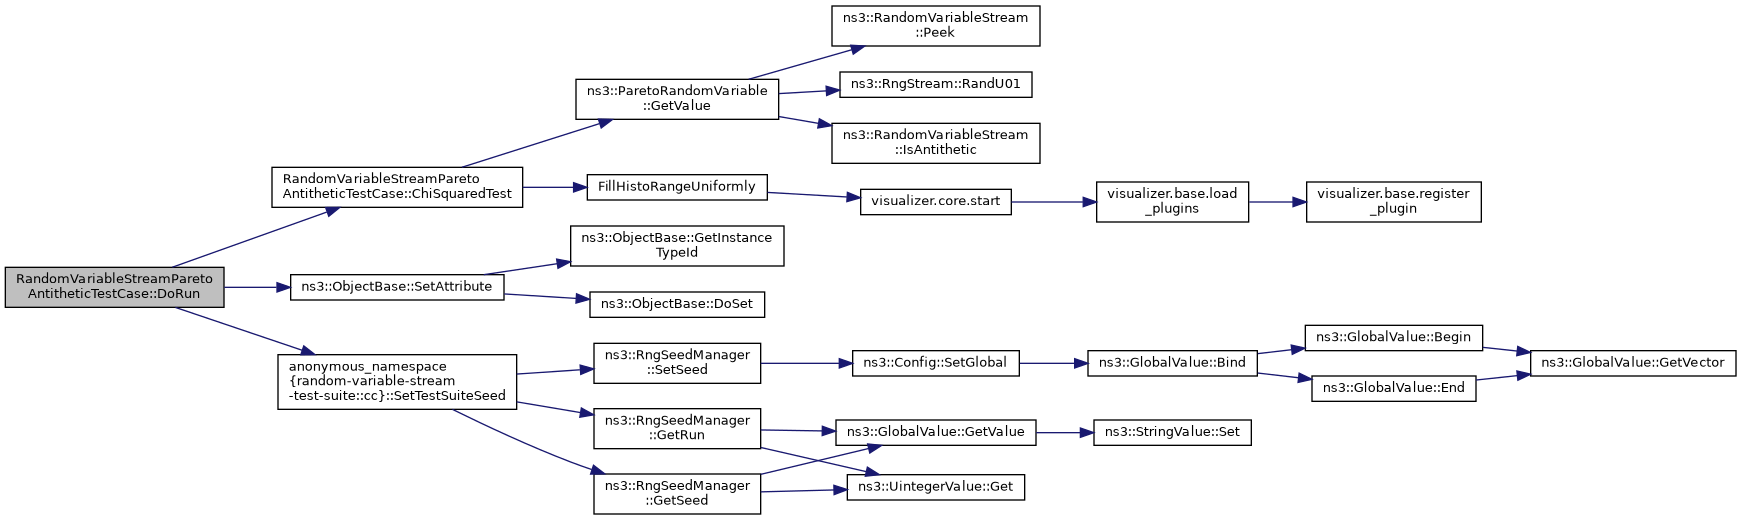 RandomVariableStreamPareto
AntitheticTestCase::DoRun
RandomVariableStreamPareto
AntitheticTestCase::ChiSquaredTest
ns3::ParetoRandomVariable
::GetValue
ns3::RandomVariableStream
::Peek
ns3::RngStream::RandU01
ns3::RandomVariableStream
::IsAntithetic
FillHistoRangeUniformly
visualizer.core.start
visualizer.base.load
_plugins
visualizer.base.register
_plugin
ns3::ObjectBase::SetAttribute
ns3::ObjectBase::GetInstance
TypeId
ns3::ObjectBase::DoSet
anonymous_namespace
{random-variable-stream
-test-suite::cc}::SetTestSuiteSeed
ns3::RngSeedManager
::SetSeed
ns3::Config::SetGlobal
ns3::GlobalValue::Bind
ns3::GlobalValue::Begin
ns3::GlobalValue::End
ns3::GlobalValue::GetVector
ns3::RngSeedManager
::GetRun
ns3::GlobalValue::GetValue
ns3::StringValue::Set
ns3::RngSeedManager
::GetSeed
ns3::UintegerValue::Get